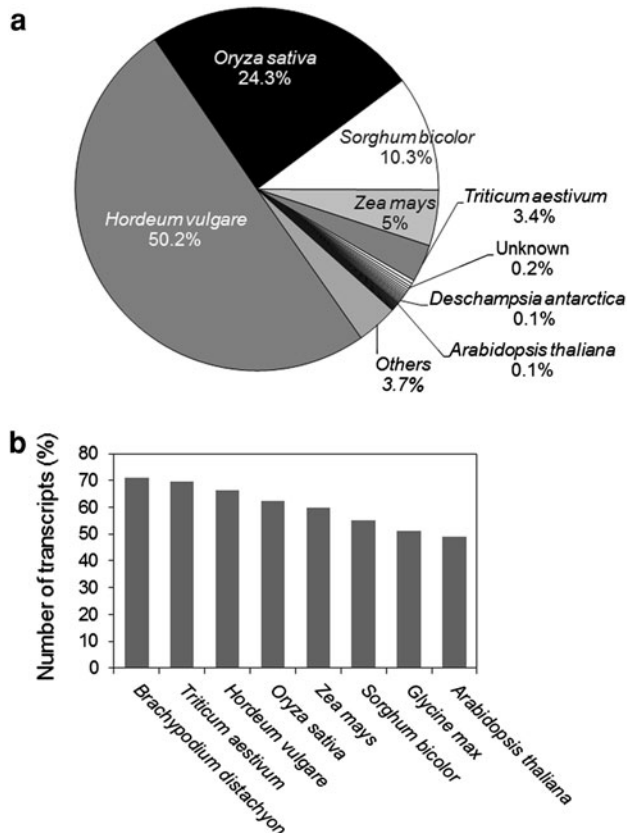 a
Oryza sativa
24.3%
Sorghum bicolor
10.3%
Zea mays
5%
Triticum aestivum
3.4%
Hordeum vulgare
50.2%
Unknown
0.2%
Deschampsia antarctica
0.1%
Arabidopsis thaliana
0.1%
Others
3.7%
b
Number of transcripts (%)
80
70
60
50
40
30
20
10
0
Brachypodium distachyon
Triticum aestivum
Hordeum vulgare
Oryza sativa
Zea mays
Sorghum bicolor
Glycine max
Arabidopsis thaliana